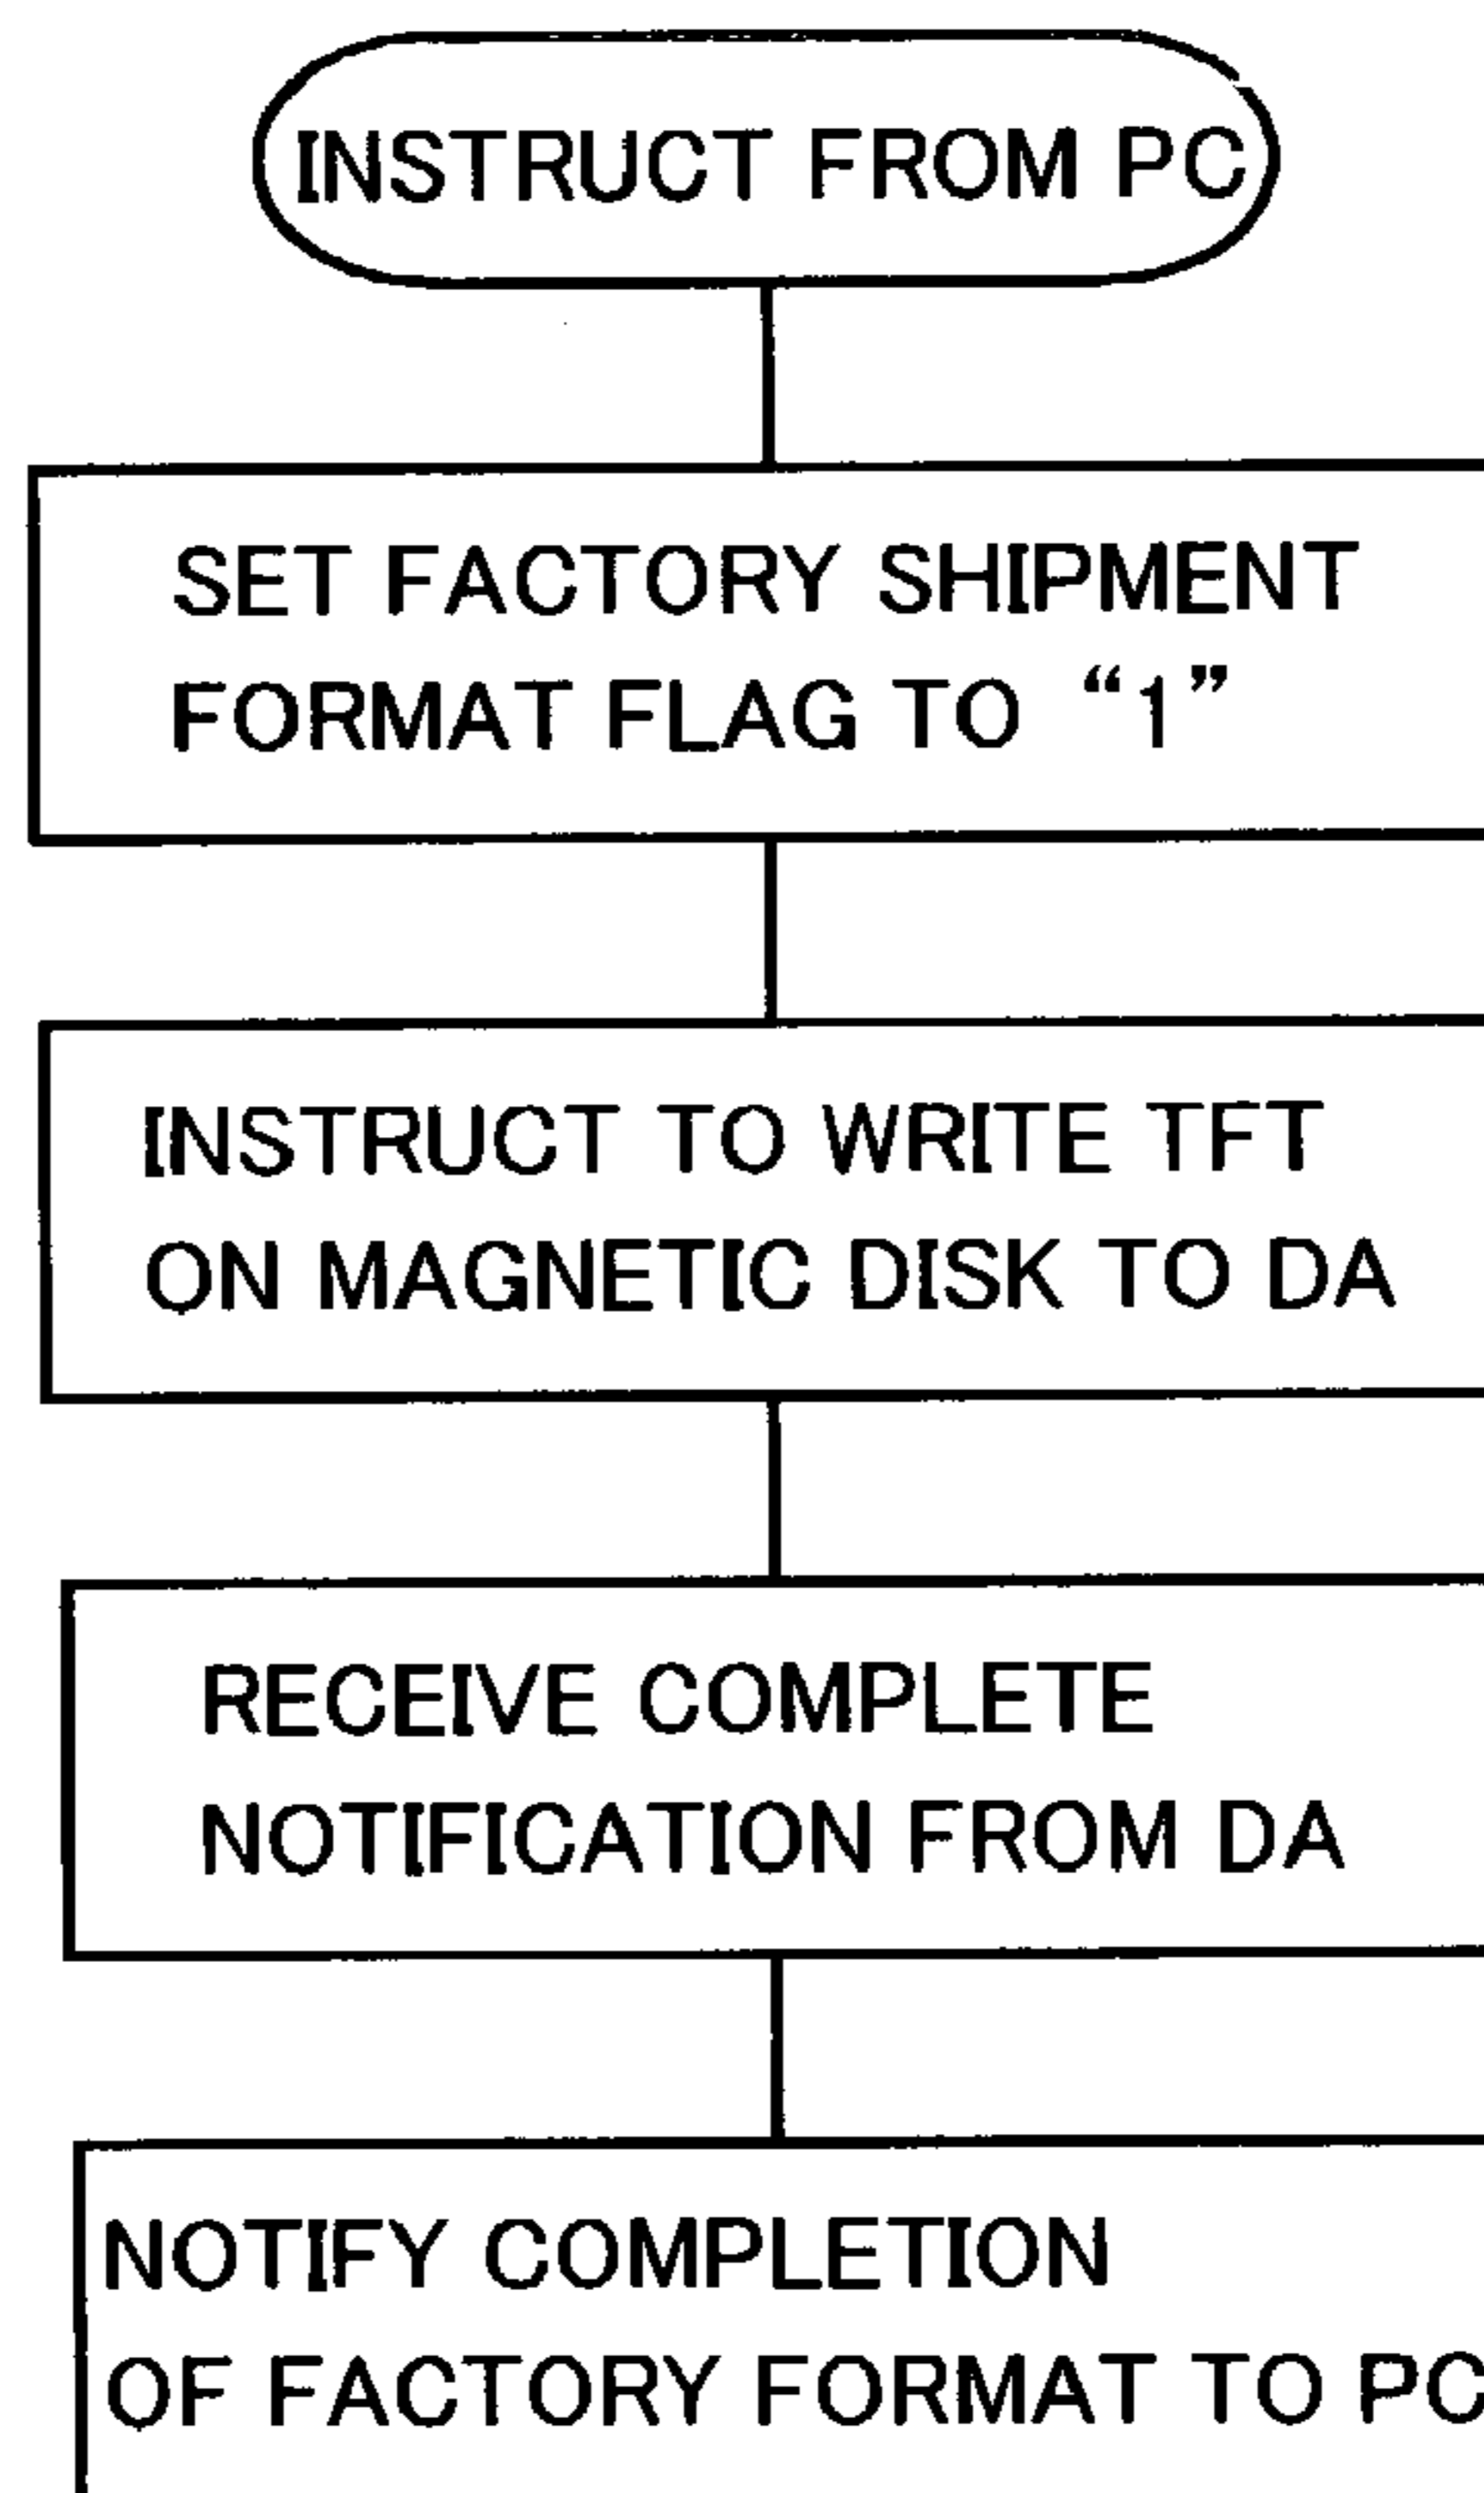 INSTRUCT FROM PC
SET FACTORY SHIPMENT
FORMAT FLAG TO “1”
INSTRUCT TO WRITE TFT
ON MAGNETIC DISK TO DA
RECEIVE COMPLETE
NOTIFICATION FROM DA
NOTIFY COMPLETION
OF FACTORY FORMAT TO PC